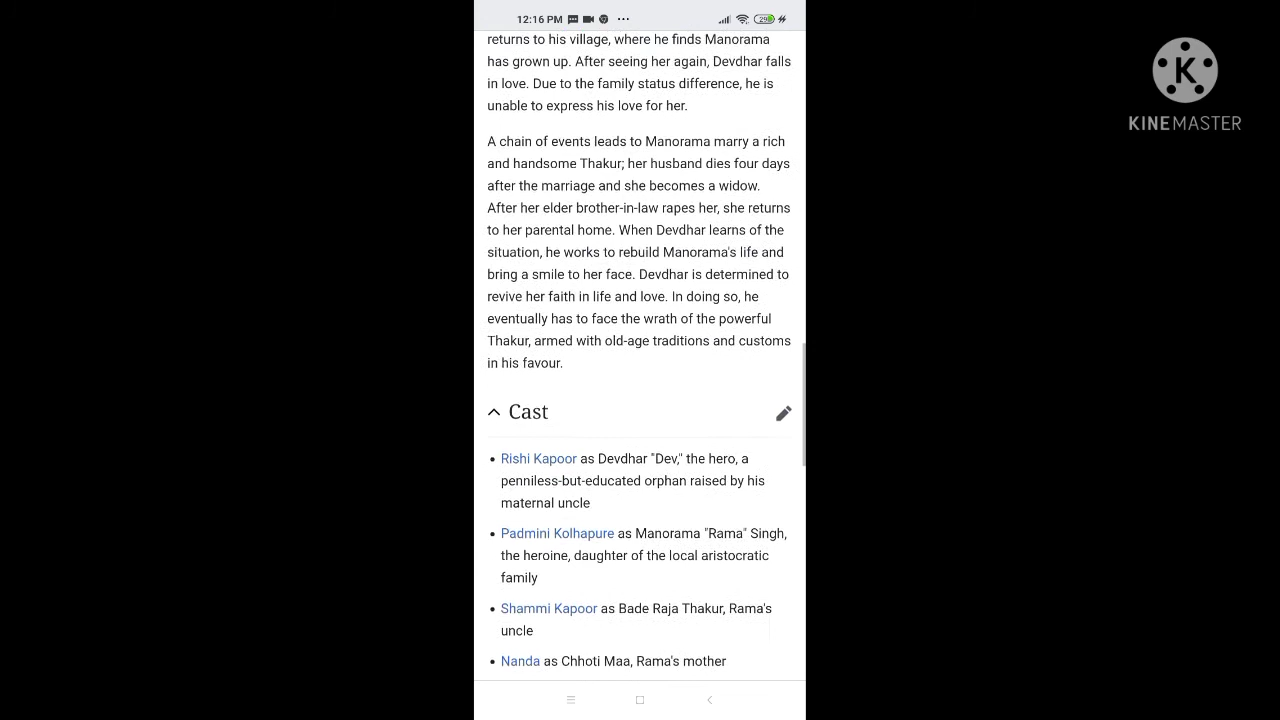 12:16 PM
29
K
KINEMASTER
returns to his village, where he finds Manorama
has grown up. After seeing her again, Devdhar falls
in love. Due to the family status difference, he is
unable to express his love for her.
A chain of events leads to Manorama marry a rich
and handsome Thakur; her husband dies four days
after the marriage and she becomes a widow.
After her elder brother-in-law rapes her, she returns
to her parental home. When Devdhar learns of the
situation, he works to rebuild Manorama's life and
bring a smile to her face. Devdhar is determined to
revive her faith in life and love. In doing so, he
eventually has to face the wrath of the powerful
Thakur, armed with old-age traditions and customs
in his favour.
Cast
• Rishi Kapoor as Devdhar "Dev," the hero, a
penniless-but-educated orphan raised by his
maternal uncle
• Padmini Kolhapure as Manorama "Rama" Singh,
the heroine, daughter of the local aristocratic
family
• Shammi Kapoor as Bade Raja Thakur, Rama's
uncle
• Nanda as Chhoti Maa, Rama's mother